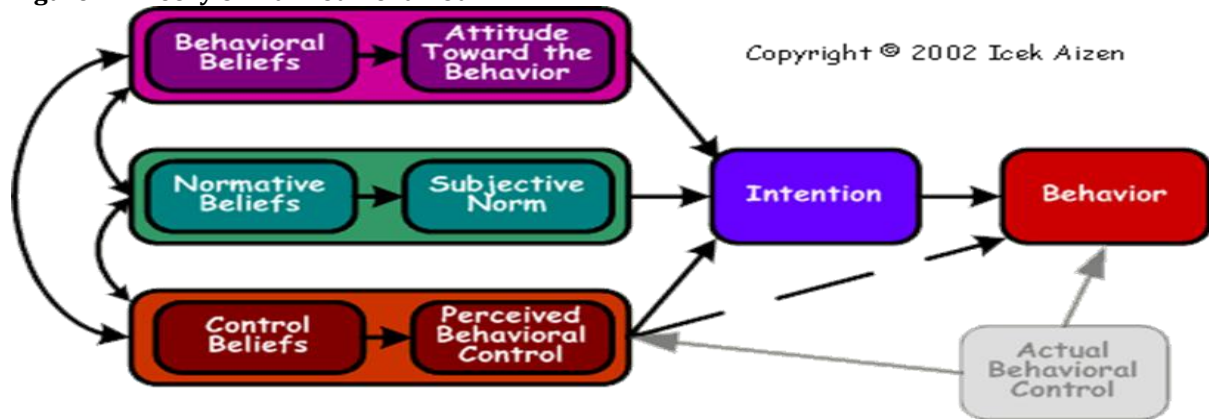 Behavioral
Beliefs
Attitude
Toward the
Behavior
Copyright © 2002 Icek Aizen
Normative
Beliefs
Subjective
Norm
Intention
Behavior
Control
Beliefs
Perceived
Behavioral
Control
Actual
Behavioral
Control